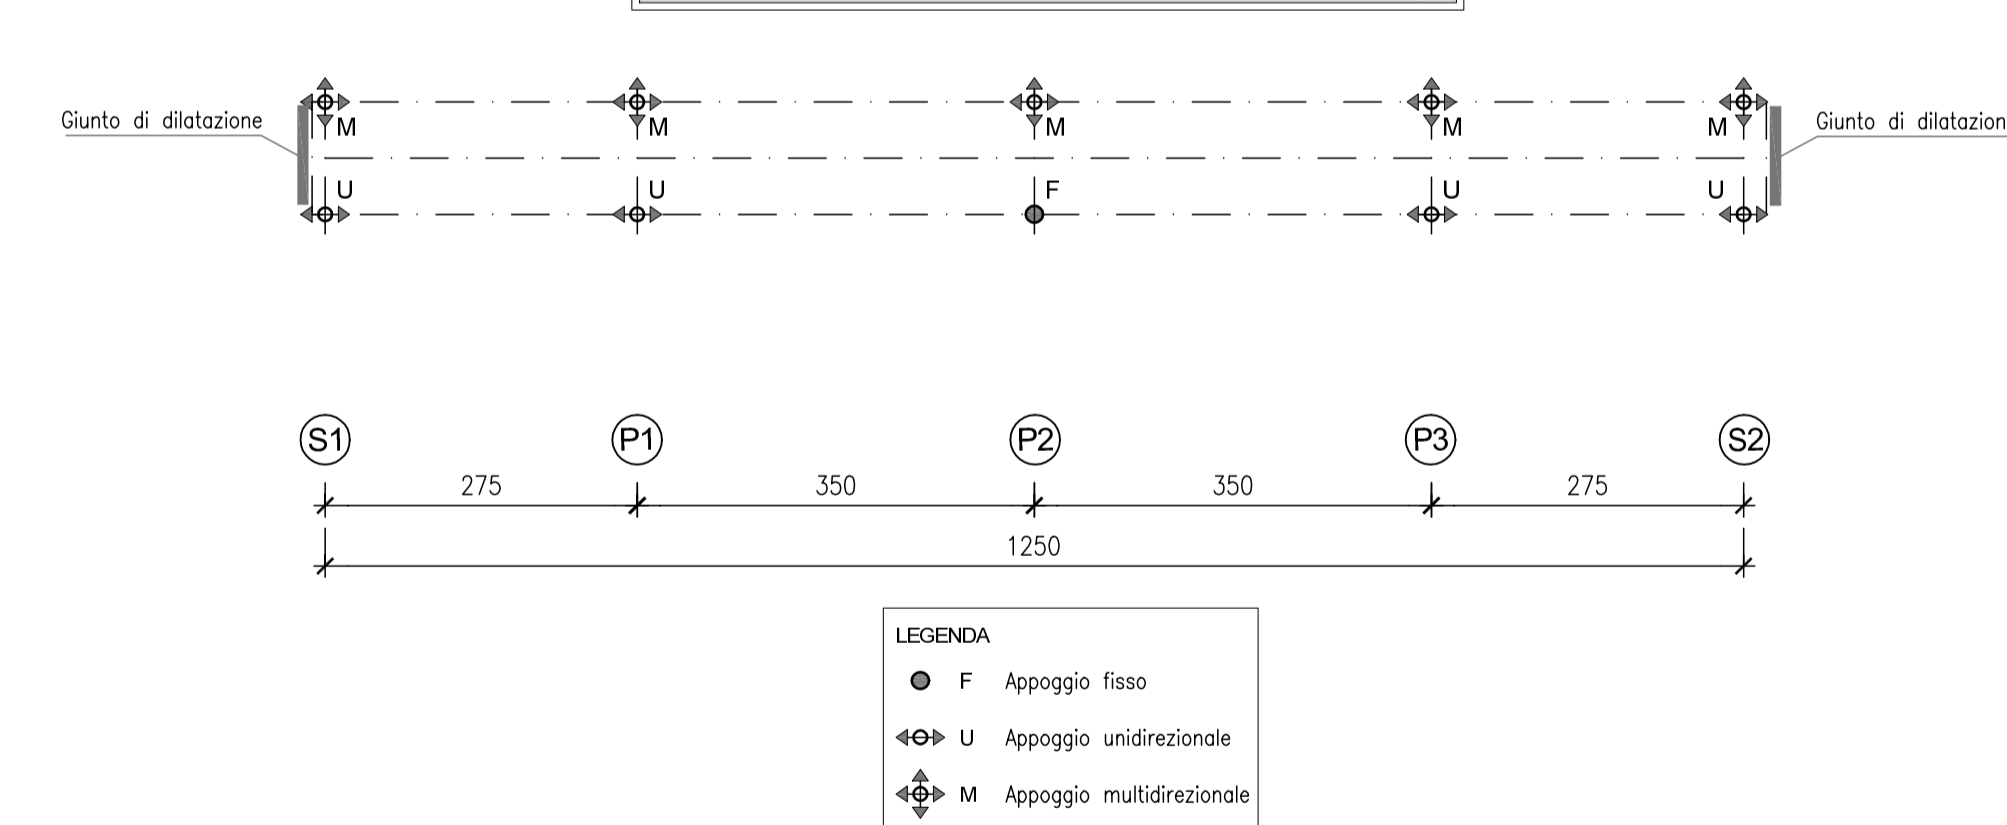 Giunto di dilatazione
M M M M M
Giunto di dilatazion
U U F U U
S1 P1 P2 P3 S2
275 350 350 275
1250
LEGENDA
F Appoggio fisso
U Appoggio unidirezionale
M Appoggio multidirezionale